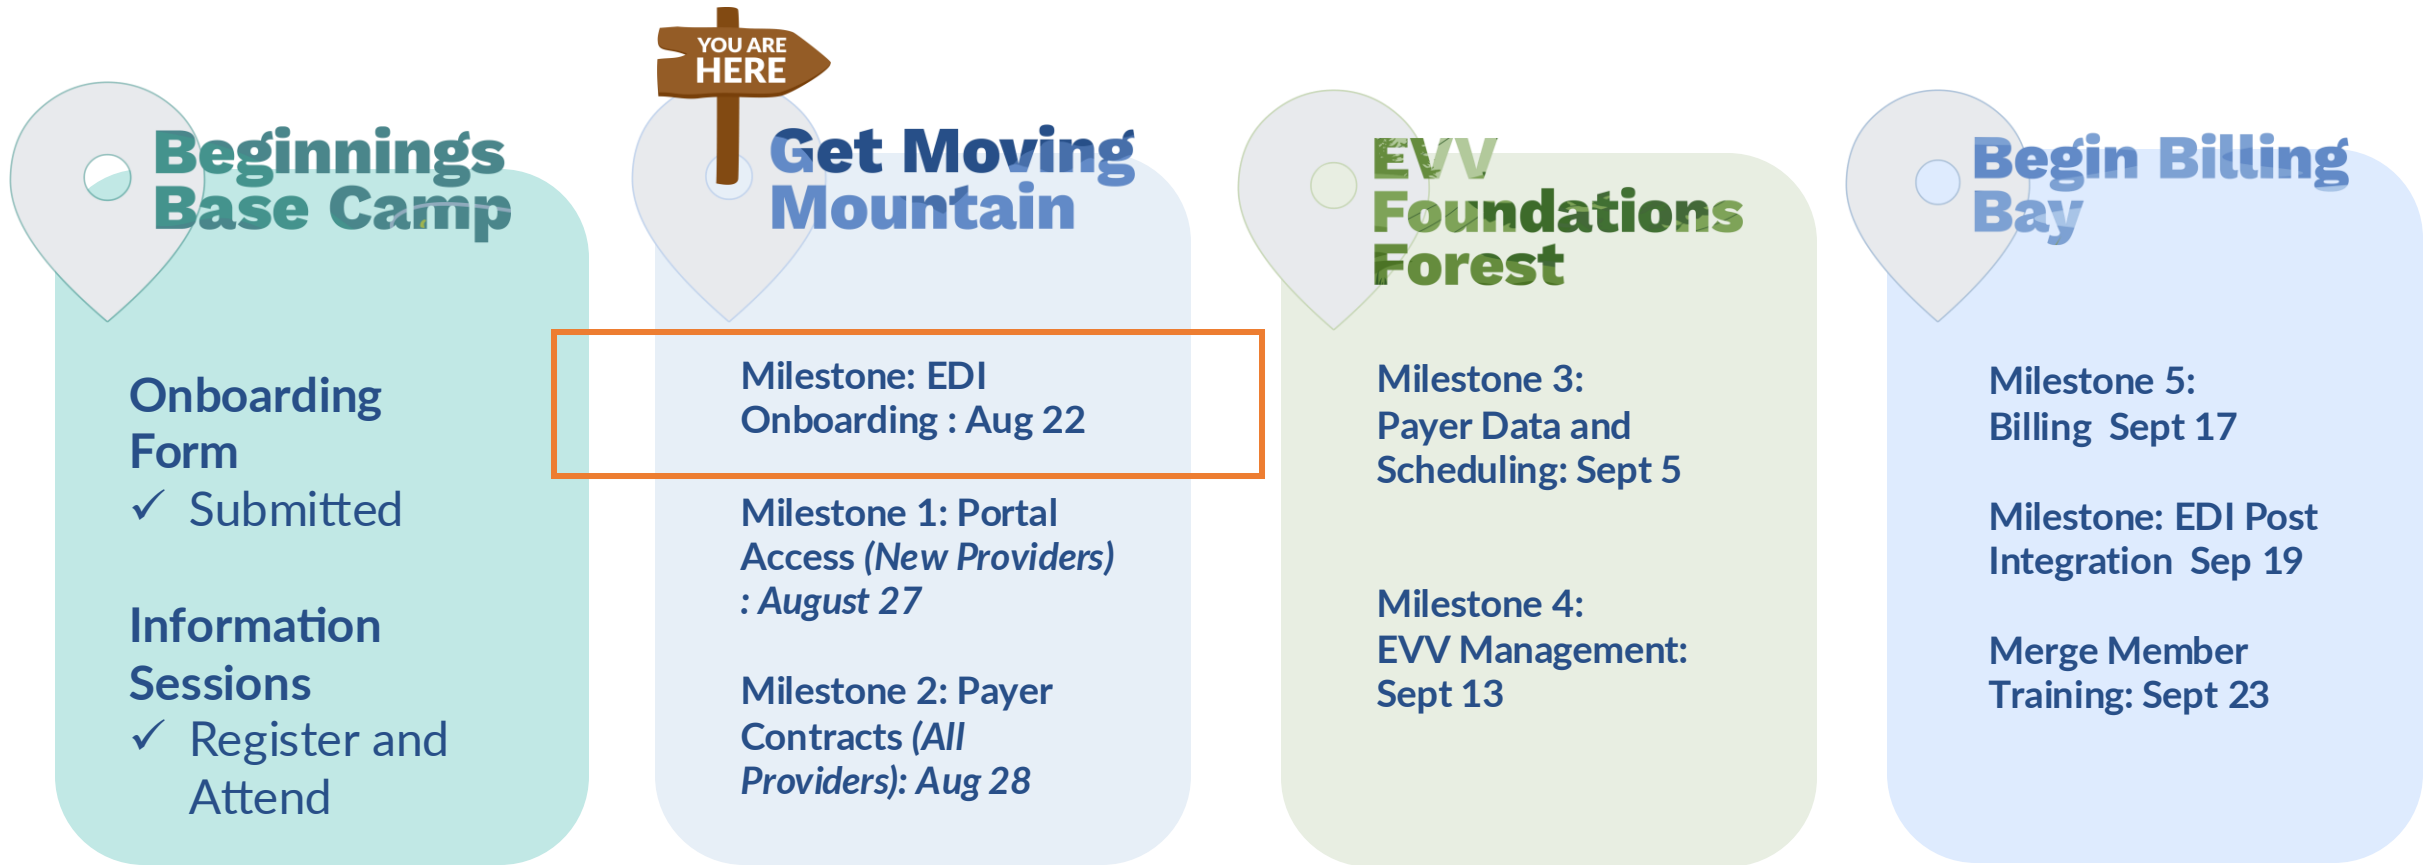 YOU ARE
HERE
Beginnings
Base Camp
Onboarding
Form
✓ Submitted
Information
Sessions
✓ Register and
Attend
Get Moving
Mountain
Milestone: EDI
Onboarding : Aug 22
Milestone 1: Portal
Access (New Providers)
: August 27
Milestone 2: Payer
Contracts (All
Providers): Aug 28
EVV
Foundations
Forest
Milestone 3:
Payer Data and
Scheduling: Sept 5
Milestone 4:
EVV Management:
Sept 13
Begin Billing
Bay
Milestone 5:
Billing  Sept 17
Milestone: EDI Post
Integration  Sep 19
Merge Member
Training: Sept 23